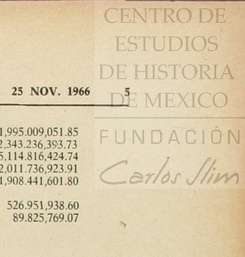 CENTRO DE
ESTUDIOS
DE HISTORIA
DE MEXICO
25 NOV. 1966 5
FUNDACIÓN
Carlos Slim
1,995.009,051.85
2,343.236,393.73
5,114.816,424.74
2,011.736,923.91
1,908.441,601.80
526.951,938.60
89.825,769.07